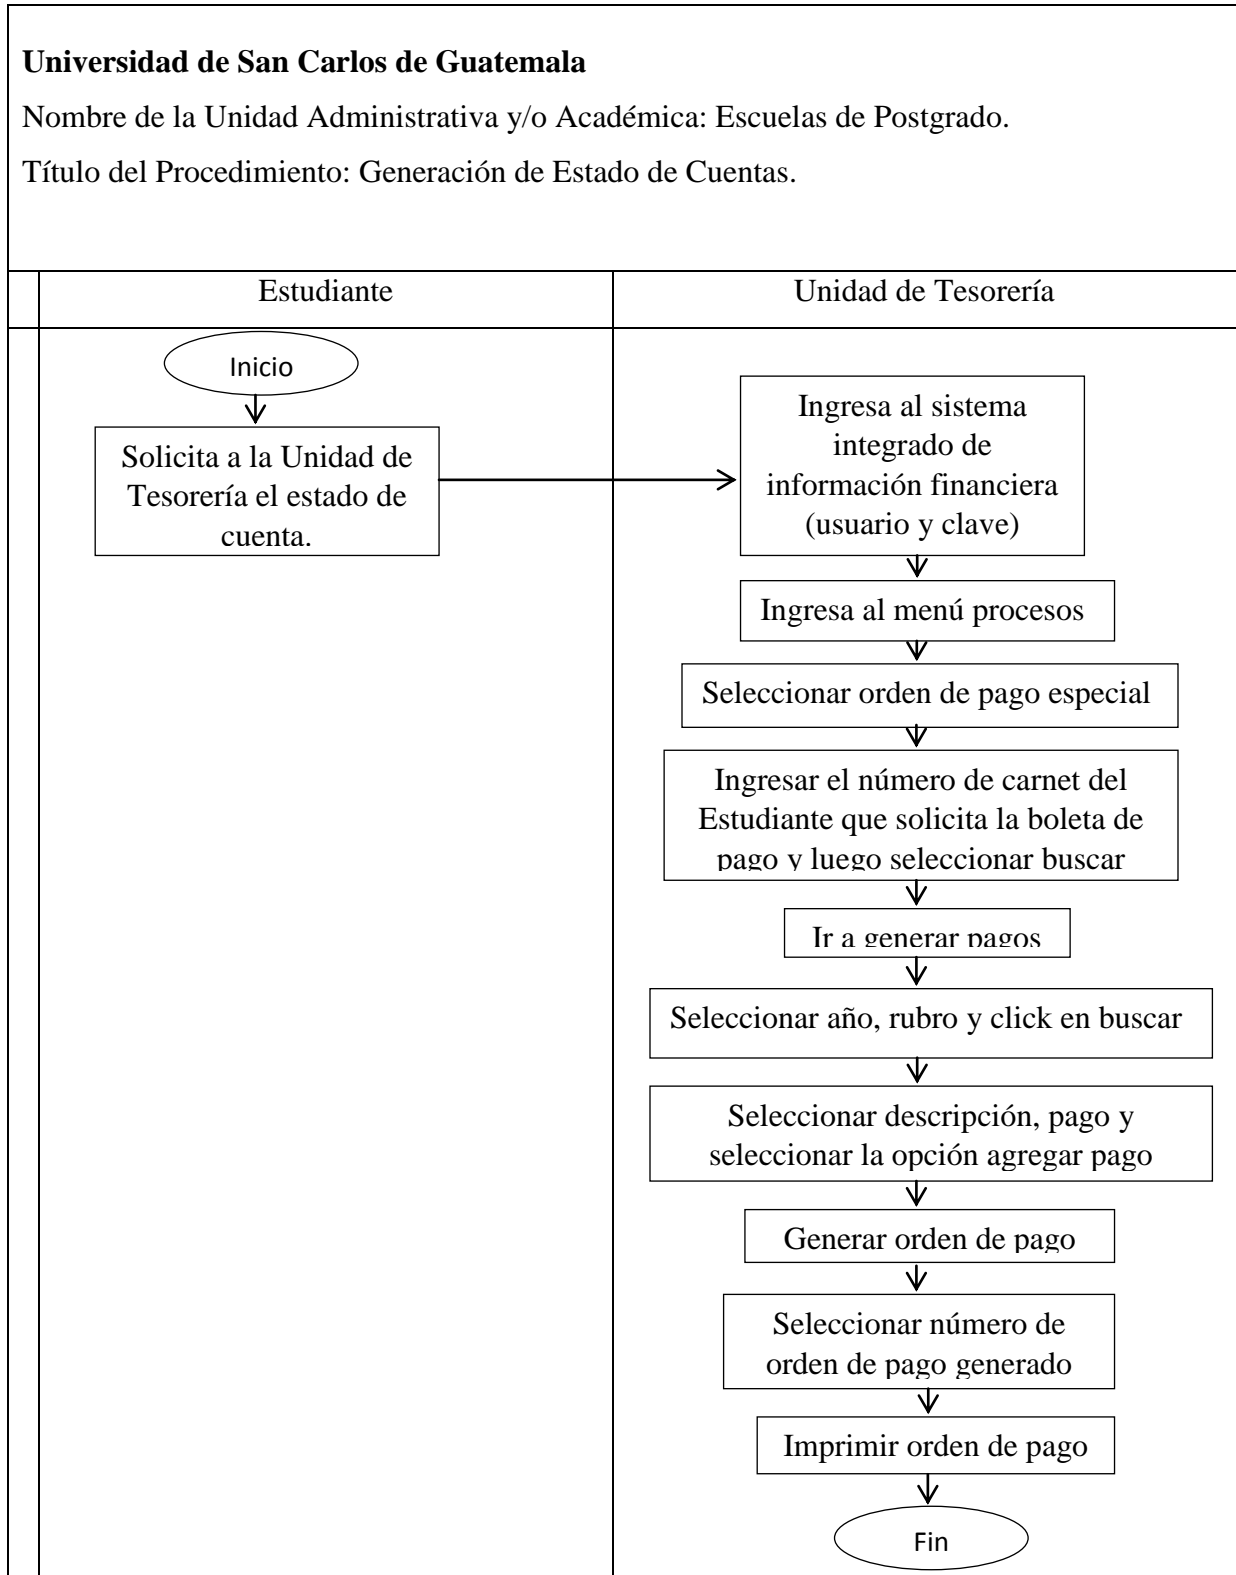 Universidad de San Carlos de Guatemala
Nombre de la Unidad Administrativa y/o Académica: Escuelas de Postgrado.
Título del Procedimiento: Generación de Estado de Cuentas.
Estudiante
Unidad de Tesorería
Inicio
Solicita a la Unidad de
Tesorería el estado de
cuenta.
Ingresa al sistema
integrado de
información financiera
(usuario y clave)
Ingresa al menú procesos
Seleccionar orden de pago especial
Ingresar el número de carnet del
Estudiante que solicita la boleta de
pago y luego seleccionar buscar
Ir a generar pagos
Seleccionar año, rubro y click en buscar
Seleccionar descripción, pago y
seleccionar la opción agregar pago
Generar orden de pago
Seleccionar número de
orden de pago generado
Imprimir orden de pago
Fin